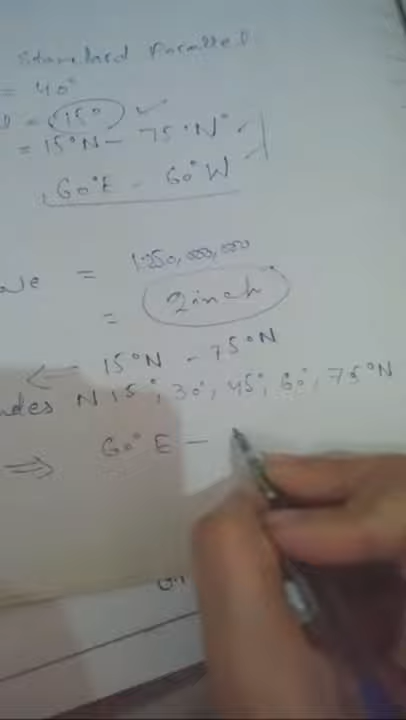 Standard Parallel
= 40°
= 15° ✓
= 15°N - 75°N
60°E - 60°W
= 1:250,000,000
= 2 inch
← 15°N - 75°N
udes N 15°, 30°, 45°, 60°, 75°N
⇒ 60°E -